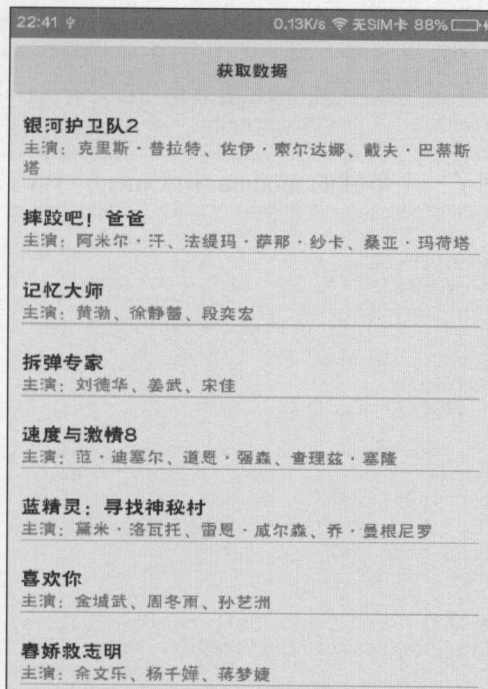 22:41 0.13K/s 无SIM卡 88%
获取数据
银河护卫队2
主演：克里斯·普拉特、佐伊·索尔达娜、戴夫·巴蒂斯
塔
摔跤吧！爸爸
主演：阿米尔·汗、法缇玛·萨那·纱卡、桑亚·玛荷塔
记忆大师
主演：黄渤、徐静蕾、段奕宏
拆弹专家
主演：刘德华、姜武、宋佳
速度与激情8
主演：范·迪塞尔、道恩·强森、查理兹·塞隆
蓝精灵：寻找神秘村
主演：黛米·洛瓦托、雷恩·威尔森、乔·曼根尼罗
喜欢你
主演：金城武、周冬雨、孙艺洲
春娇救志明
主演：余文乐、杨千嬅、蒋梦婕